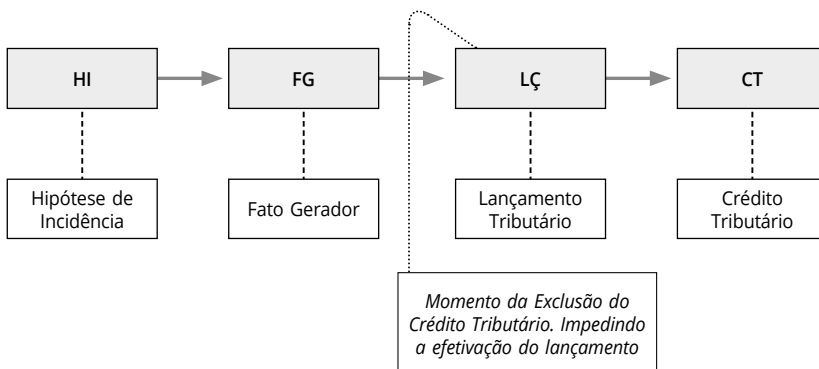 HI
FG
LÇ
CT
Hipótese de
Incidência
Fato Gerador
Lançamento
Tributário
Crédito
Tributário
Momento da Exclusão do
Crédito Tributário. Impedindo
a efetivação do lançamento